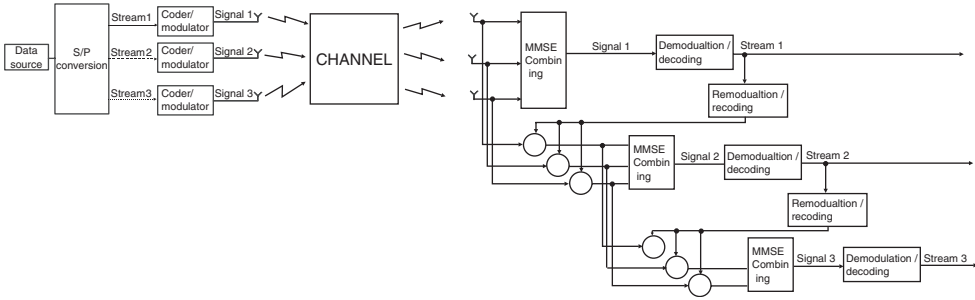 Data
source
S/P
conversion
Stream1
Stream2
Stream3
Coder/
modulator
Coder/
modulator
Coder/
modulator
Signal 1
Signal 2
Signal 3
CHANNEL
MMSE
Combin
ing
Signal 1
Demodualtion /
decoding
Stream 1
Remodualtion /
recoding
MMSE
Combin
ing
Signal 2
Demodualtion /
decoding
Stream 2
Remodualtion /
recoding
MMSE
Combin
ing
Signal 3
Demodulation /
decoding
Stream 3